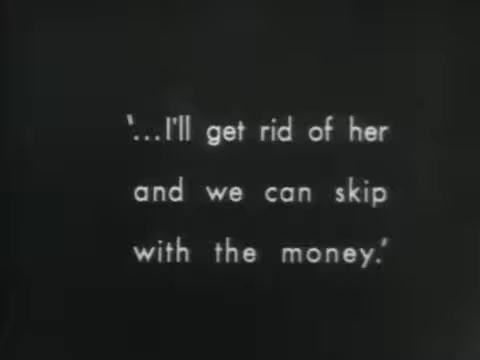 '...I'll get rid of her
and we can skip
with the money.'